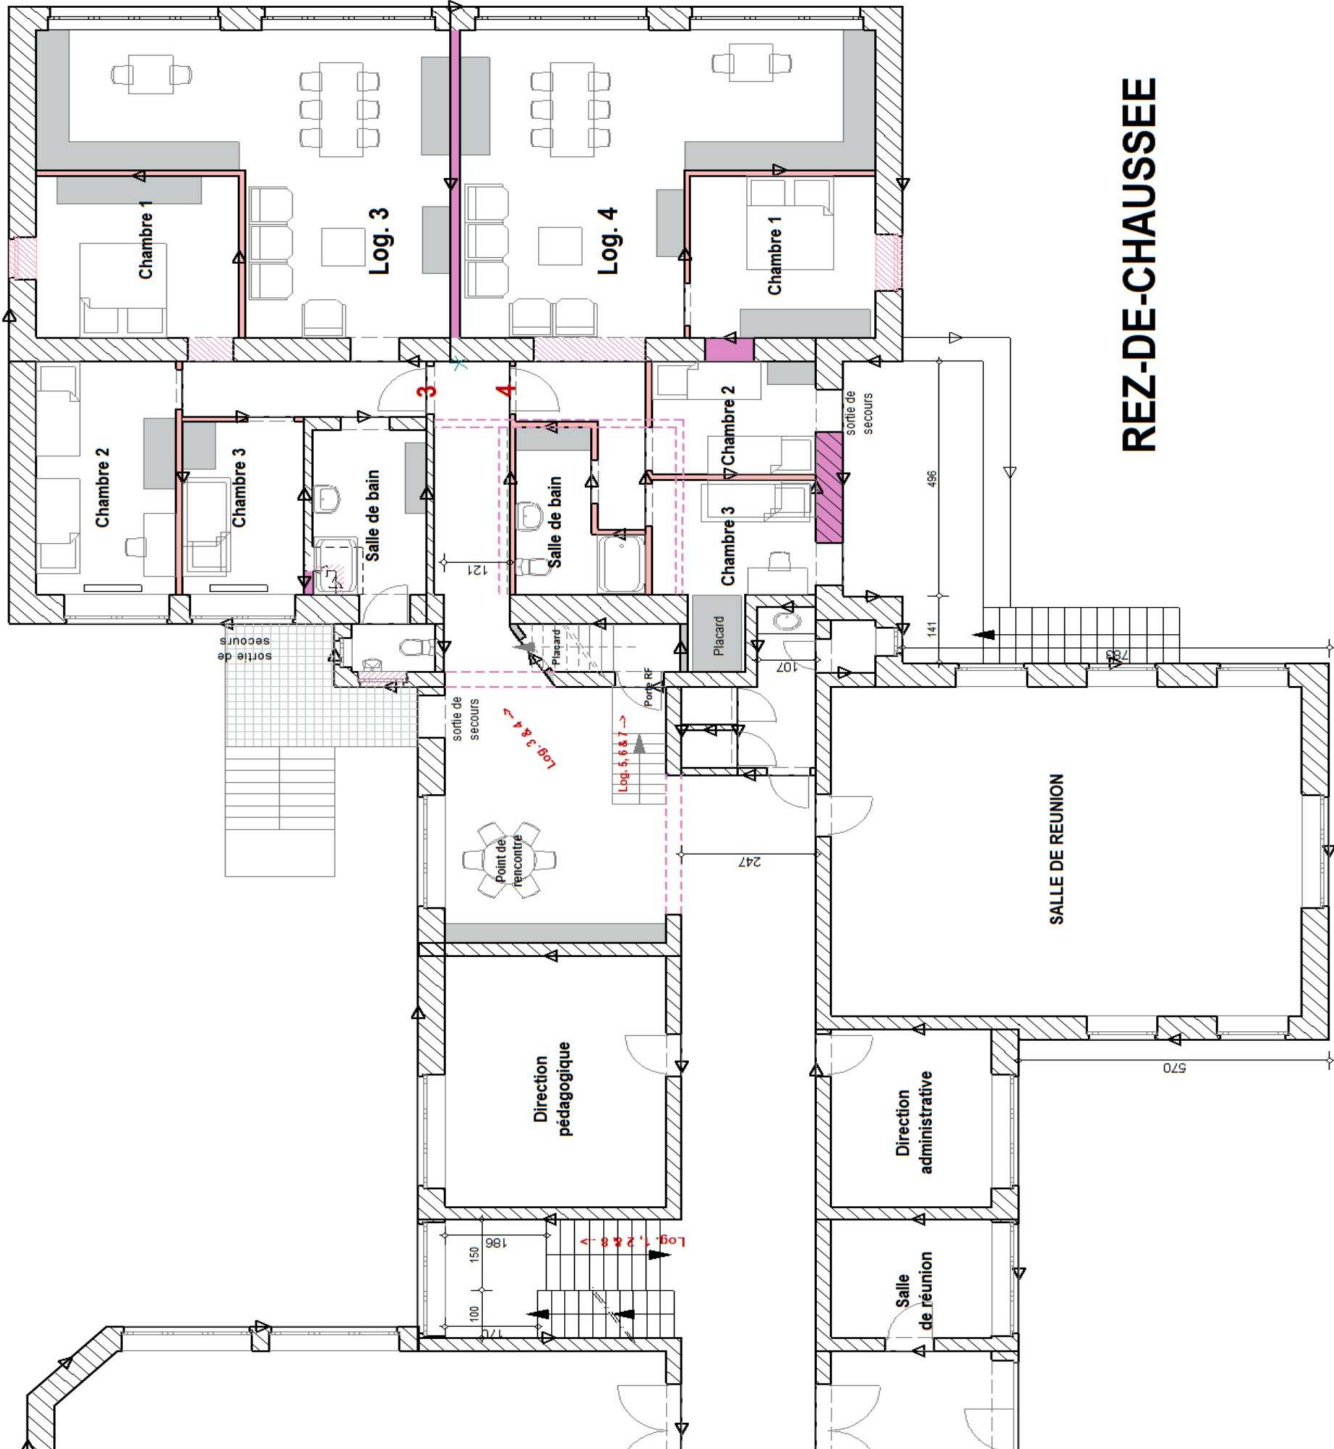 REZ-DE-CHAUSSEE
Chambre 1
Log. 3
Log. 4
Chambre 1
Chambre 2
Chambre 3
Salle de bain
3
4
Salle de bain
Chambre 2
Chambre 3
sortie de
secours
496
121
141
sortie de
secours
Placard
Placard
107
783
Porte RF
sortie de
secours
Log. 3 & 4 -->
Log. 5, 6 & 7 -->
Point de
rencontre
247
SALLE DE REUNION
Direction
pédagogique
Direction
administrative
570
186
150
Log. 1, 2 & 8 ->
100
170
Salle
de réunion